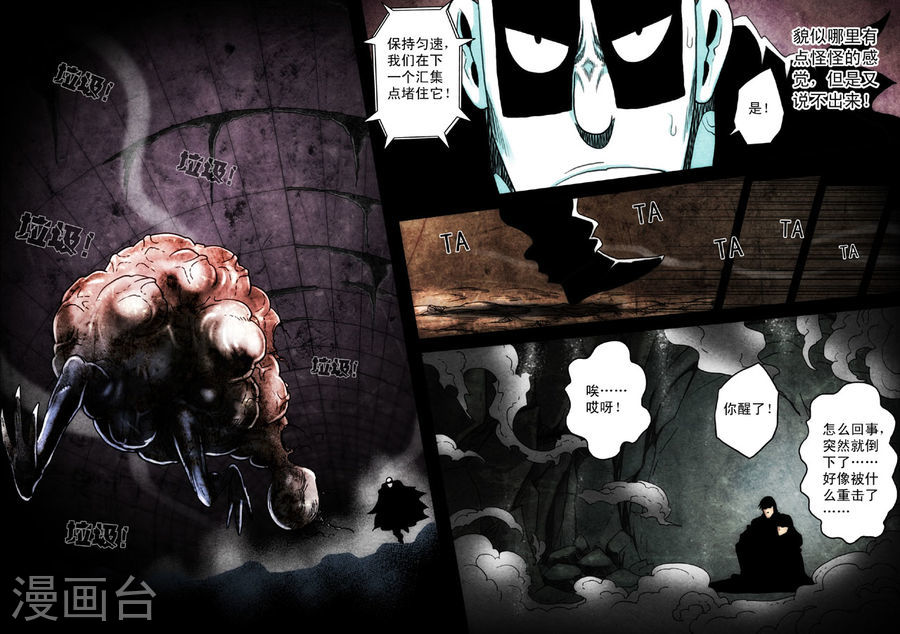 垃圾!
垃圾!
垃圾!
垃圾!
垃圾!
保持匀速,
我们在下
一个汇集
点堵住它!
是!
貌似哪里有
点怪怪的感
觉,但是又
说不出来!
TA
TA
TA
TA
TA
唉……
哎呀!
你醒了!
怎么回事,
突然就倒
下了……
好像被什
么重击了
……
漫画台